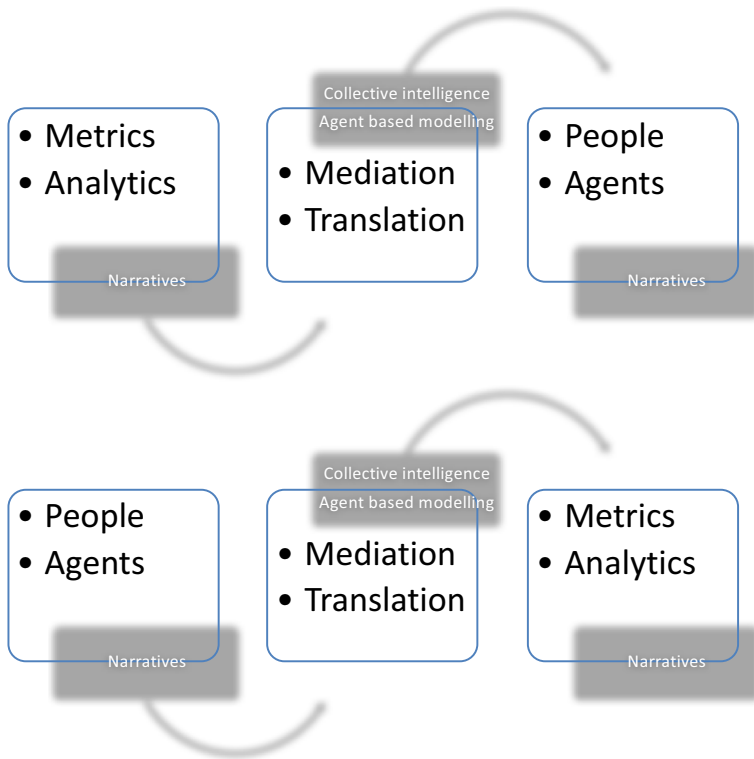 Collective intelligence
Agent based modelling
• Metrics
• Analytics
• Mediation
• Translation
• People
• Agents
Narratives
Narratives
Collective intelligence
Agent based modelling
• People
• Agents
• Mediation
• Translation
• Metrics
• Analytics
Narratives
Narratives